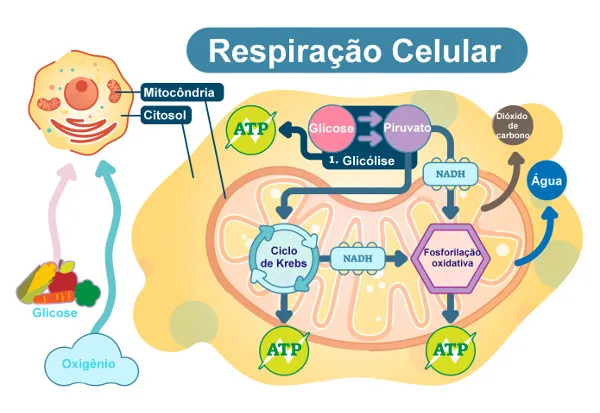 Respiração Celular
Mitocôndria
Citosol
ATP
Glicose
Piruvato
1. Glicólise
Dióxido
de
carbono
NADH
Água
Ciclo
de Krebs
NADH
Fosforilação
oxidativa
Glicose
ATP
ATP
Oxigênio